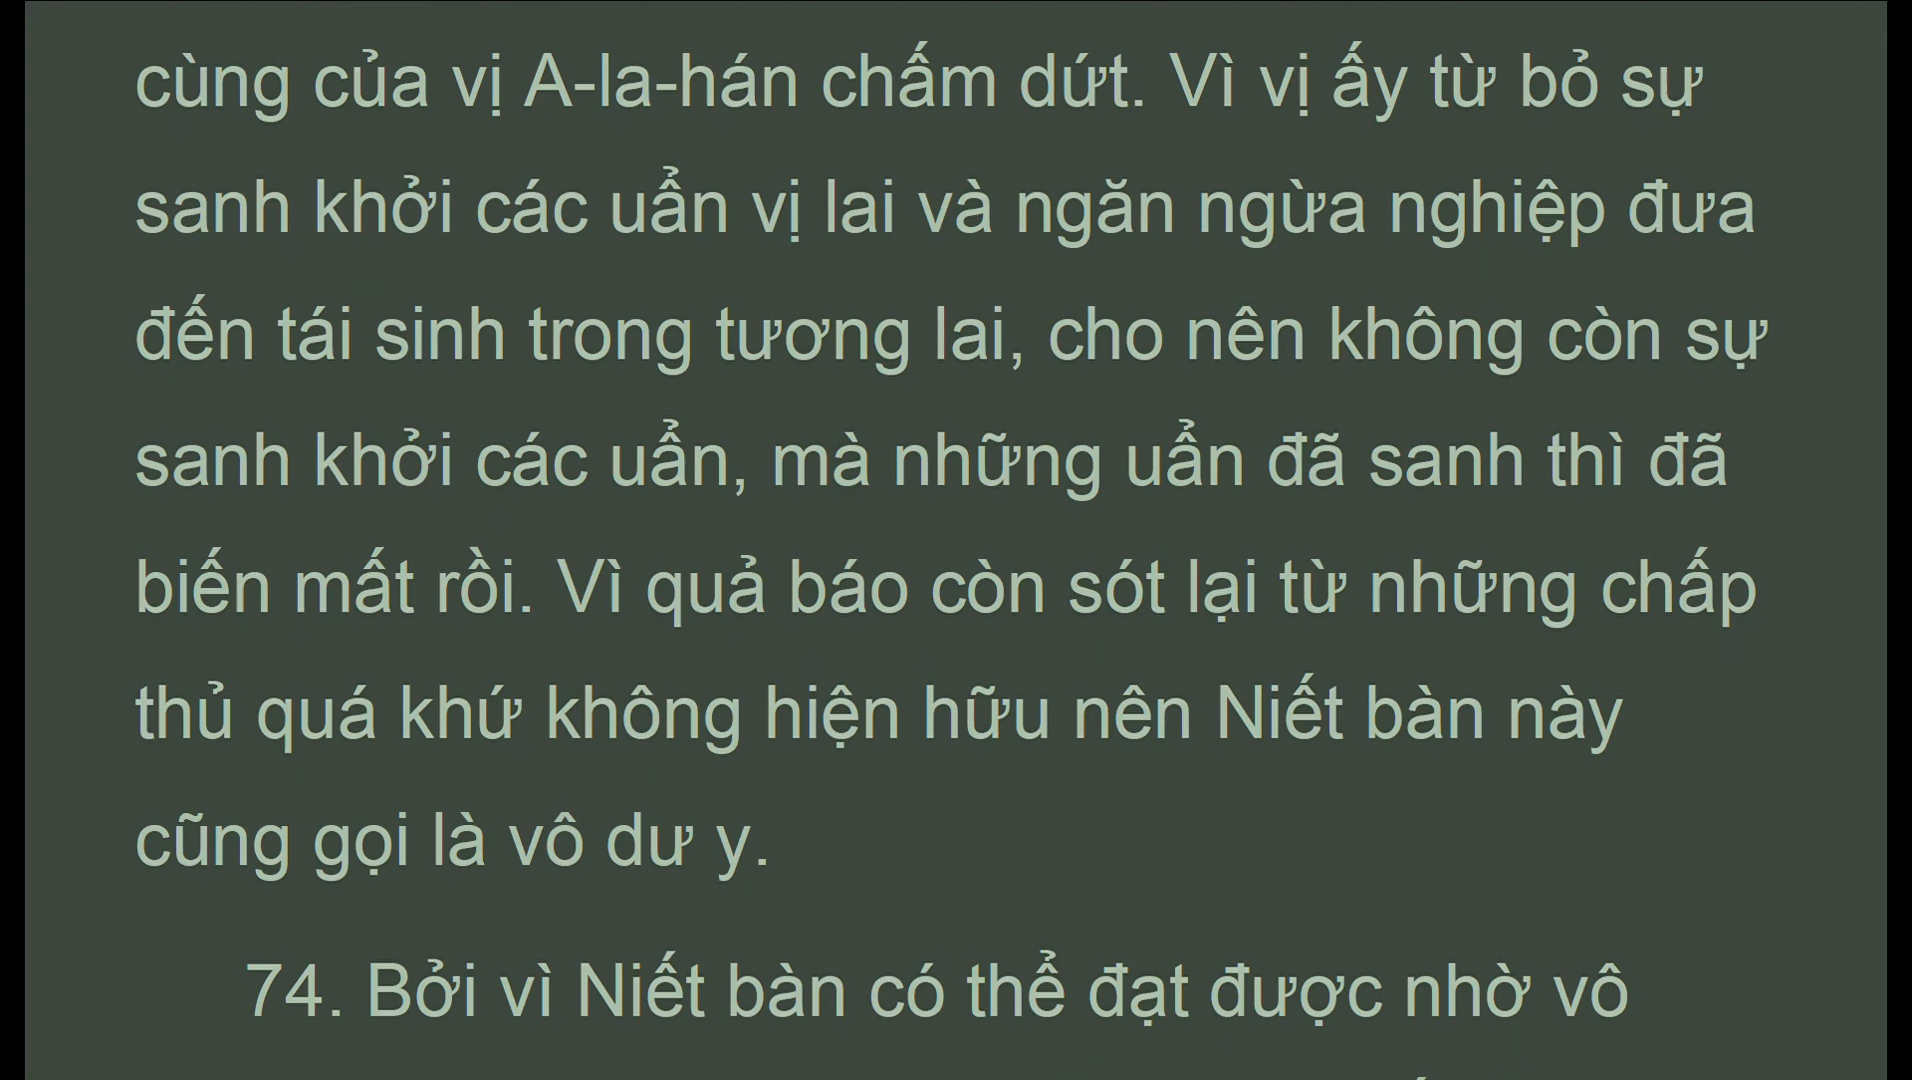 cùng của vị A-la-hán chấm dứt. Vì vị ấy từ bỏ sự
sanh khởi các uẩn vị lai và ngăn ngừa nghiệp đưa
đến tái sinh trong tương lai, cho nên không còn sự
sanh khởi các uẩn, mà những uẩn đã sanh thì đã
biến mất rồi. Vì quả báo còn sót lại từ những chấp
thủ quá khứ không hiện hữu nên Niết bàn này
cũng gọi là vô dư y.
74. Bởi vì Niết bàn có thể đạt được nhờ vô